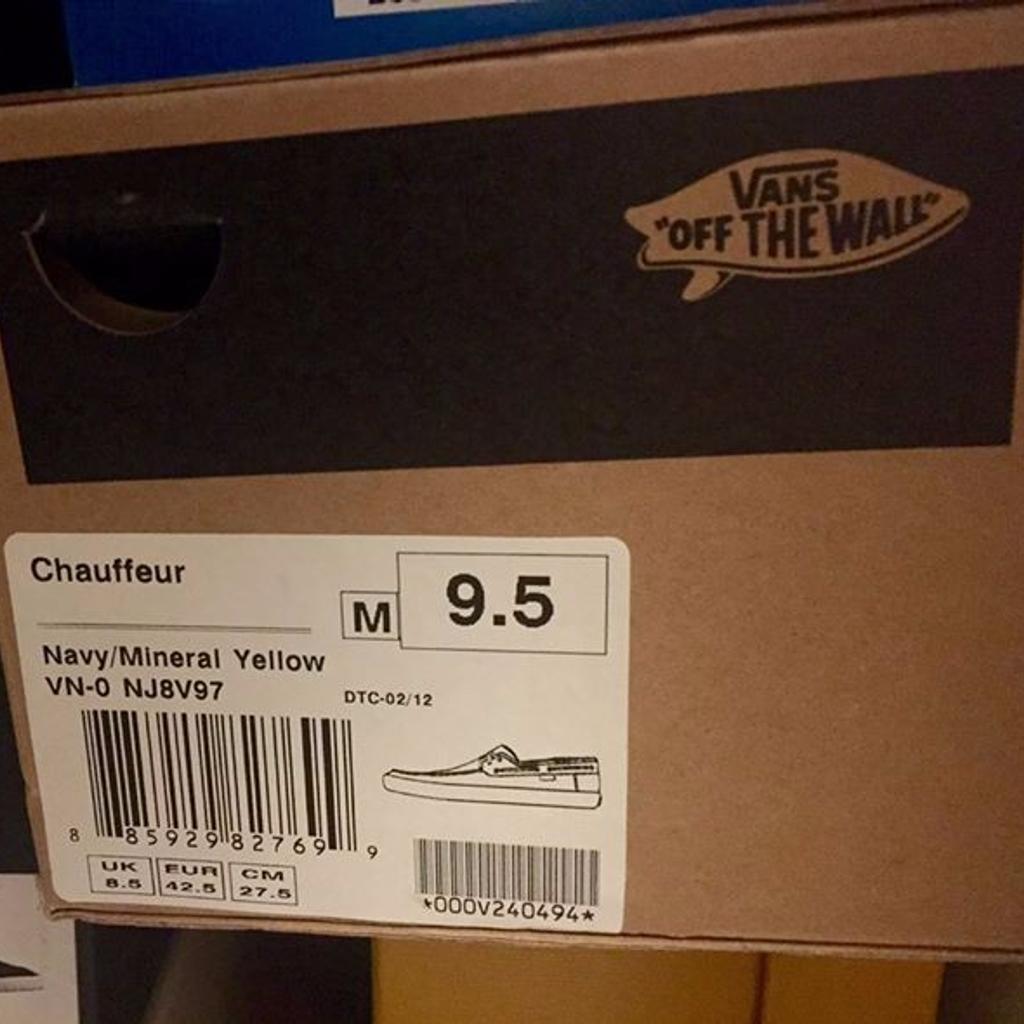 VANS
"OFF THE WALL"
Chauffeur
M 9.5
Navy/Mineral Yellow
VN-0 NJ8V97
DTC-02/12
8 85929 82769 9
UK EUR CM
8.5 42.5 27.5
*000V240494*